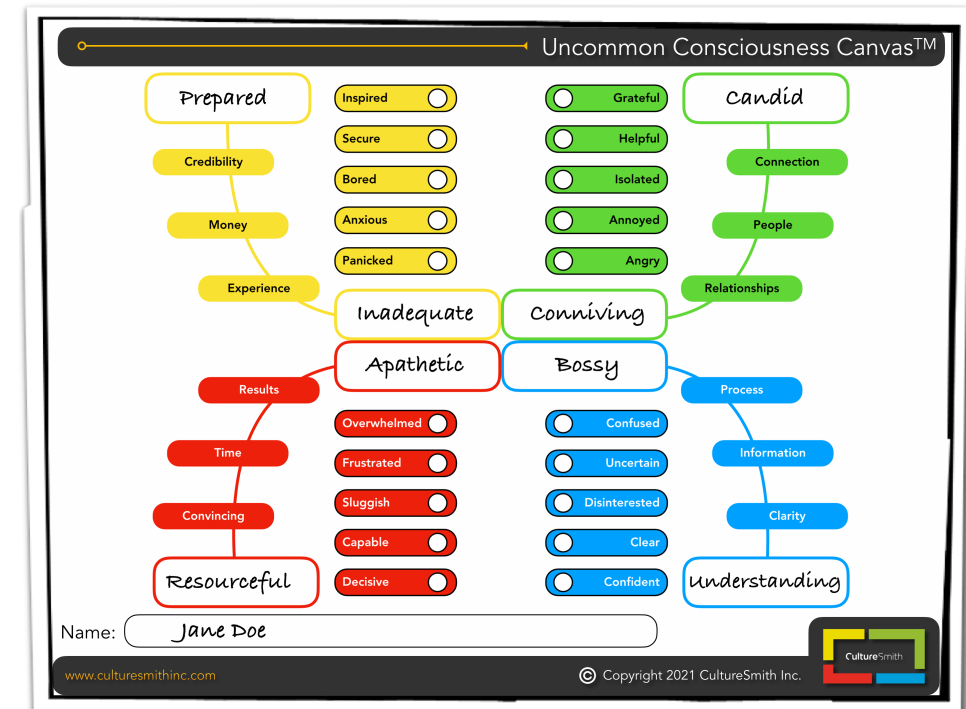 Uncommon Consciousness Canvas™
Prepared
Inspired
Grateful
Candid
Secure
Helpful
Credibility
Connection
Bored
Isolated
Money
Anxious
Annoyed
People
Panicked
Angry
Experience
Relationships
Inadequate
Conniving
Apathetic
Bossy
Results
Process
Overwhelmed
Confused
Time
Frustrated
Uncertain
Information
Sluggish
Disinterested
Convincing
Clarity
Capable
Clear
Resourceful
Decisive
Confident
Understanding
Name: Jane Doe
CultureSmith
www.culturesmithinc.com
© Copyright 2021 CultureSmith Inc.